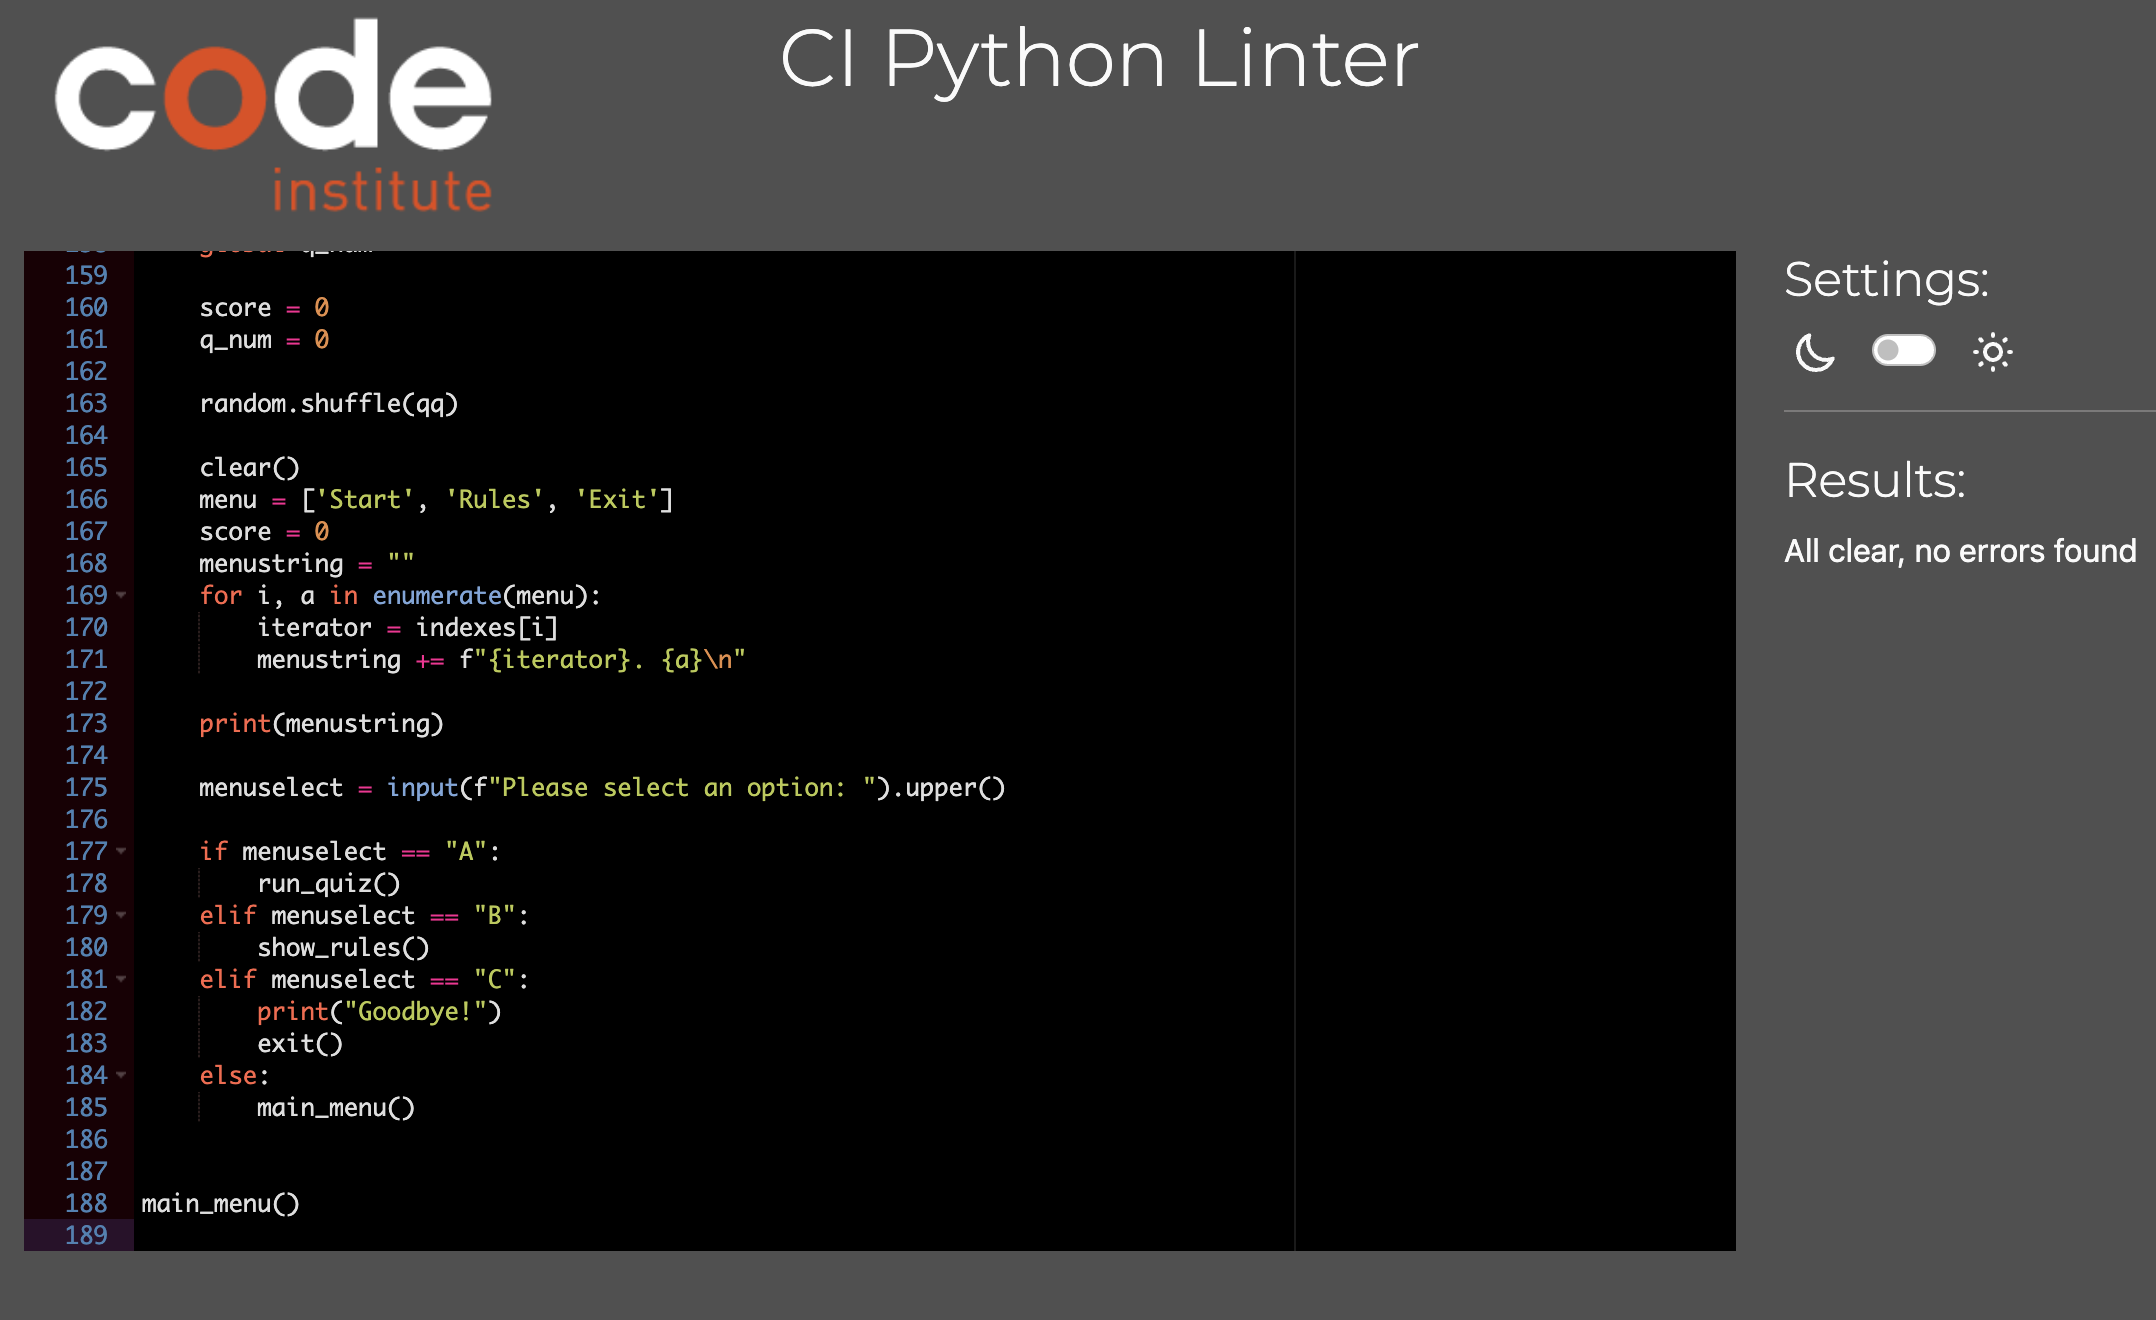 code
institute
CI Python Linter
159
160 score = 0
161 q_num = 0
162
163 random.shuffle(qq)
164
165 clear()
166 menu = ['Start', 'Rules', 'Exit']
167 score = 0
168 menustring = ""
169 for i, a in enumerate(menu):
170 iterator = indexes[i]
171 menustring += f"{iterator}. {a}\n"
172
173 print(menustring)
174
175 menuselect = input(f"Please select an option: ").upper()
176
177 if menuselect == "A":
178 run_quiz()
179 elif menuselect == "B":
180 show_rules()
181 elif menuselect == "C":
182 print("Goodbye!")
183 exit()
184 else:
185 main_menu()
186
187
188 main_menu()
189
Settings:
Results:
All clear, no errors found